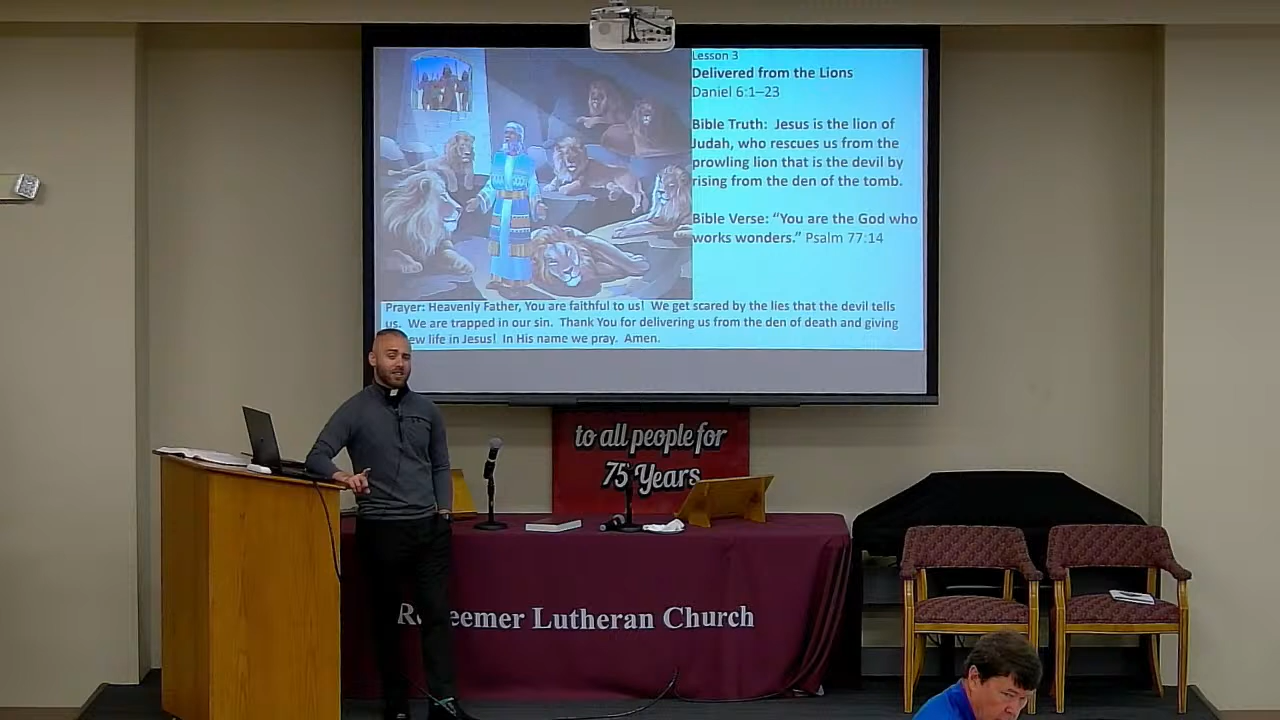 Lesson 3
Delivered from the Lions
Daniel 6:1–23
Bible Truth: Jesus is the lion of
Judah, who rescues us from the
prowling lion that is the devil by
rising from the den of the tomb.
Bible Verse: “You are the God who
works wonders.” Psalm 77:14
Prayer: Heavenly Father, You are faithful to us! We get scared by the lies that the devil tells
us. We are trapped in our sin. Thank You for delivering us from the den of death and giving
ew life in Jesus! In His name we pray. Amen.
to all people for
75 Years
Re eemer Lutheran Church